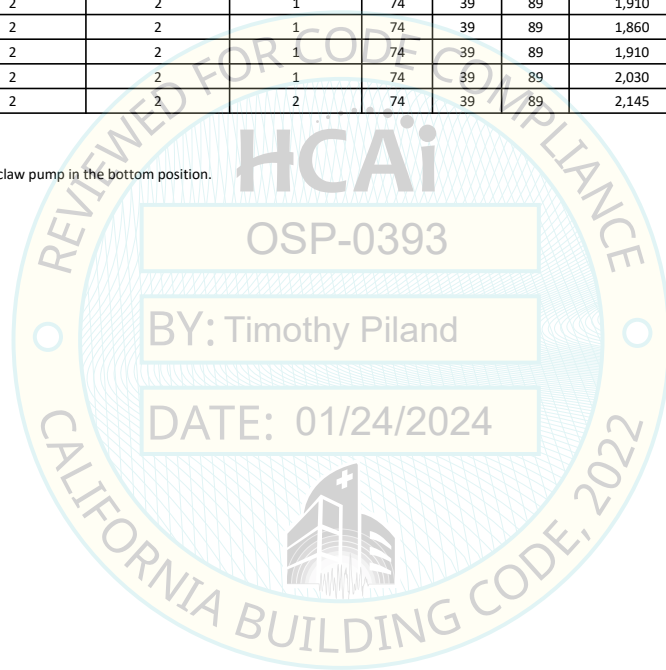 2 2 1 74 39 89 1,910
2 2 1 74 39 89 1,860
2 2 1 74 39 89 1,910
2 2 1 74 39 89 2,030
2 2 2 74 39 89 2,145
claw pump in the bottom position.
REVIEWED FOR CODE COMPLIANCE
HCAi
OSP-0393
BY: Timothy Piland
DATE: 01/24/2024
CALIFORNIA BUILDING CODE, 2022